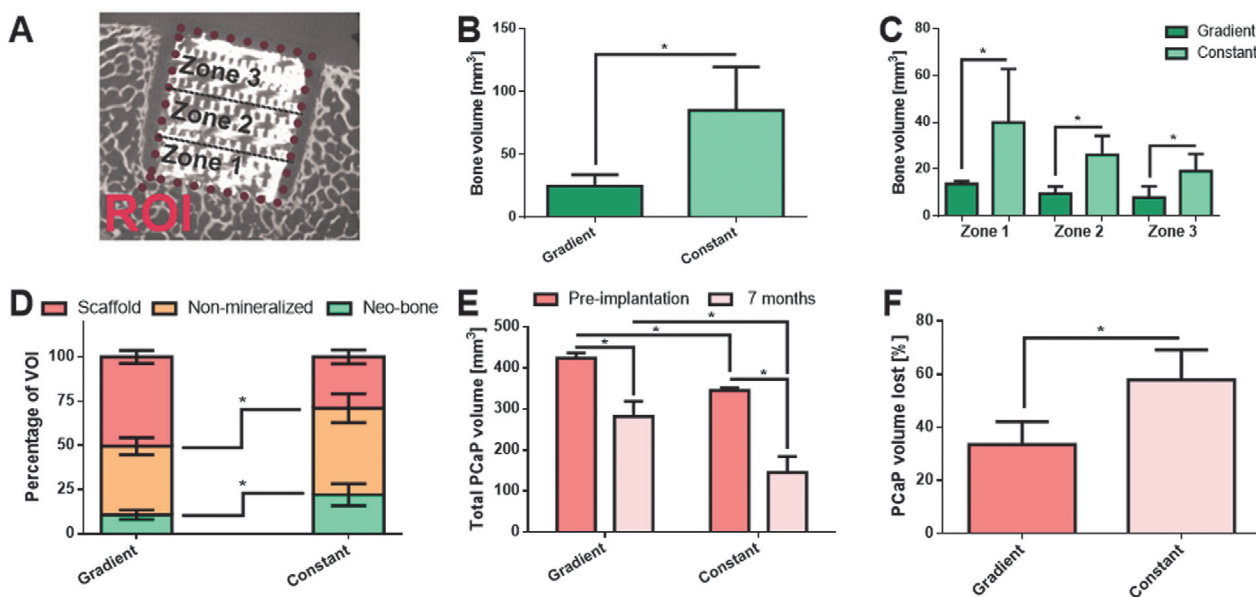 A
Zone 3
Zone 2
Zone 1
ROI
B
Bone volume [mm³]
150
100
50
0
*
Gradient
Constant
C
Gradient
Constant
Bone volume [mm³]
80
60
40
20
0
*
*
*
Zone 1
Zone 2
Zone 3
D
Scaffold
Non-mineralized
Neo-bone
Percentage of VOI
100
75
50
25
0
*
*
Gradient
Constant
E
Pre-implantation
7 months
Total PCaP volume [mm³]
500
400
300
200
100
0
*
*
*
*
Gradient
Constant
F
PCaP volume lost [%]
80
60
40
20
0
*
Gradient
Constant